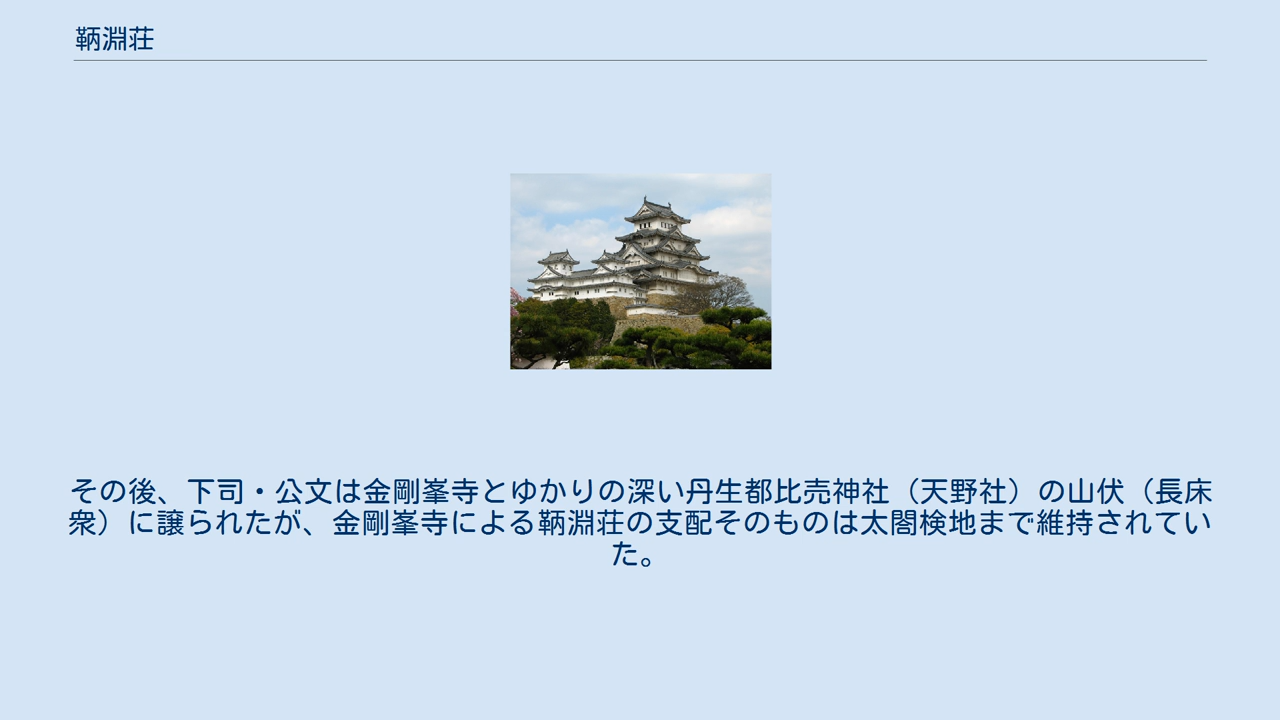 鞆淵荘
その後、下司・公文は金剛峯寺とゆかりの深い丹生都比売神社（天野社）の山伏（長床
衆）に譲られたが、金剛峯寺による鞆淵荘の支配そのものは太閤検地まで維持されてい
た。